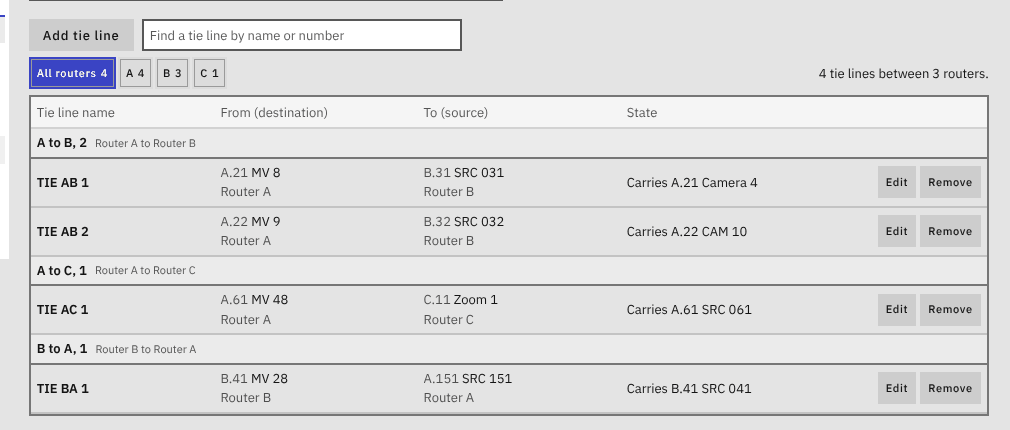 Add tie line Find a tie line by name or number
All routers 4 A 4 B 3 C 1 4 tie lines between 3 routers.
Tie line name From (destination) To (source) State
A to B, 2 Router A to Router B
TIE AB 1 A.21 MV 8 B.31 SRC 031 Carries A.21 Camera 4 Edit Remove
Router A Router B
TIE AB 2 A.22 MV 9 B.32 SRC 032 Carries A.22 CAM 10 Edit Remove
Router A Router B
A to C, 1 Router A to Router C
TIE AC 1 A.61 MV 48 C.11 Zoom 1 Carries A.61 SRC 061 Edit Remove
Router A Router C
B to A, 1 Router B to Router A
TIE BA 1 B.41 MV 28 A.151 SRC 151 Carries B.41 SRC 041 Edit Remove
Router B Router A